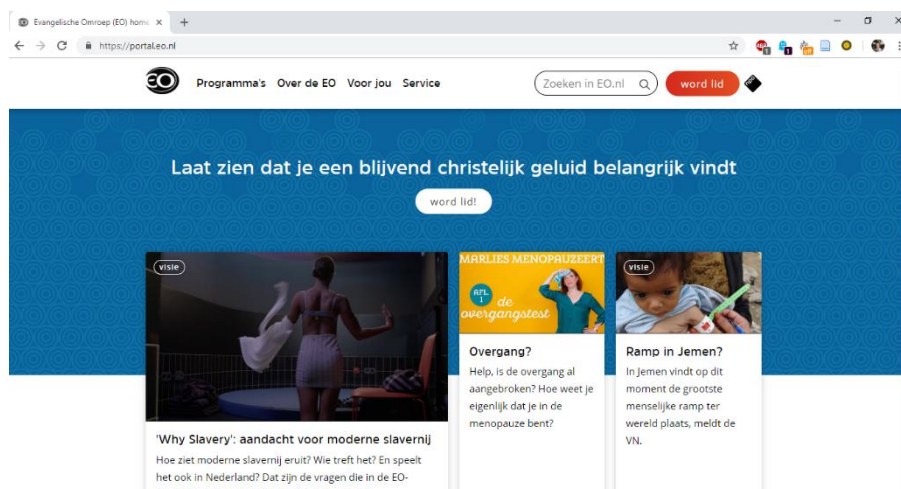 Evangelische Omroep (EO) home
https://portal.eo.nl
EO Programma's Over de EO Voor jou Service Zoeken in EO.nl word lid
Laat zien dat je een blijvend christelijk geluid belangrijk vindt
word lid!
visie
'Why Slavery': aandacht voor moderne slavernij
Hoe ziet moderne slavernij eruit? Wie treft het? En speelt
het ook in Nederland? Dat zijn de vragen die in de EO-
MARLIES MENOPAUZEERT
AFL
1
de
overgangstest
Overgang?
Help, is de overgang al
aangebroken? Hoe weet je
eigenlijk dat je in de
menopauze bent?
visie
Ramp in Jemen?
In Jemen vindt op dit
moment de grootste
menselijke ramp ter
wereld plaats, meldt de
VN.